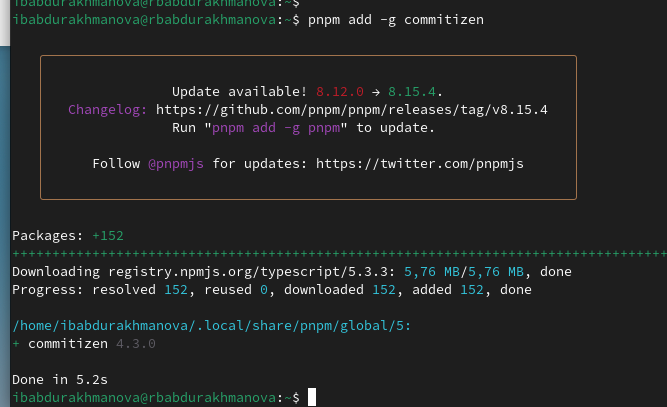 ibabdurakhmanova@rbabdurakhmanova:~$
ibabdurakhmanova@rbabdurakhmanova:~$ pnpm add -g commitizen
Update available! 8.12.0 → 8.15.4.
Changelog: https://github.com/pnpm/pnpm/releases/tag/v8.15.4
Run "pnpm add -g pnpm" to update.
Follow @pnpmjs for updates: https://twitter.com/pnpmjs
Packages: +152
++++++++++++++++++++++++++++++++++++++++++++++++++++++++++++++++++++++++++++++++++
Downloading registry.npmjs.org/typescript/5.3.3: 5,76 MB/5,76 MB, done
Progress: resolved 152, reused 0, downloaded 152, added 152, done
/home/ibabdurakhmanova/.local/share/pnpm/global/5:
+ commitizen 4.3.0
Done in 5.2s
ibabdurakhmanova@rbabdurakhmanova:~$